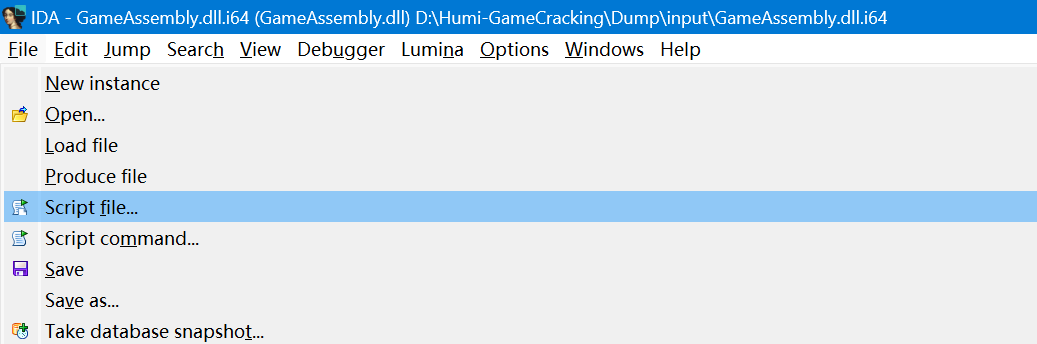 IDA - GameAssembly.dll.i64 (GameAssembly.dll) D:\Humi-GameCracking\Dump\input\GameAssembly.dll.i64
File Edit Jump Search View Debugger Lumina Options Windows Help
New instance
Open...
Load file
Produce file
Script file...
Script command...
Save
Save as...
Take database snapshot...